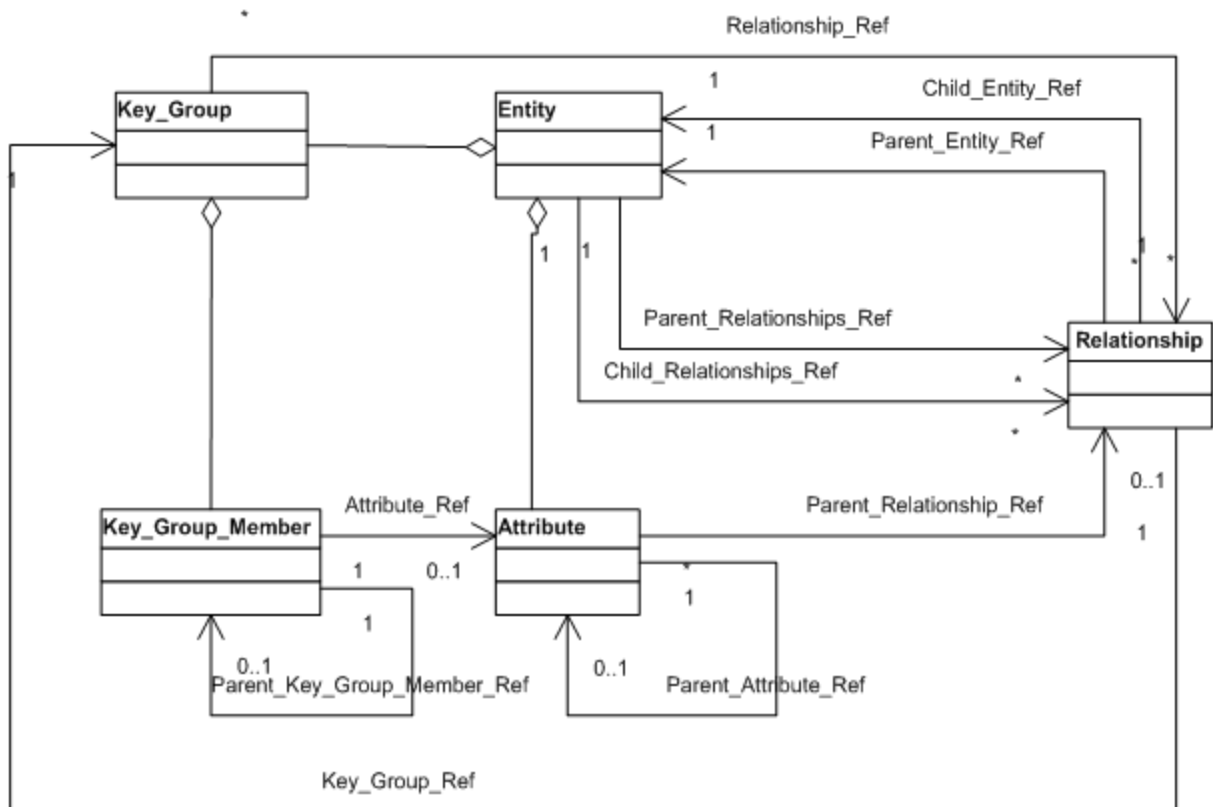 *
Relationship_Ref
1
Child_Entity_Ref
Key_Group
Entity
1
Parent_Entity_Ref
1
1
1
1
*
*
Parent_Relationships_Ref
Relationship
Child_Relationships_Ref
*
*
0..1
Attribute_Ref
Parent_Relationship_Ref
Key_Group_Member
Attribute
1
1
0..1
*
1
1
0..1
0..1
Parent_Key_Group_Member_Ref
Parent_Attribute_Ref
Key_Group_Ref